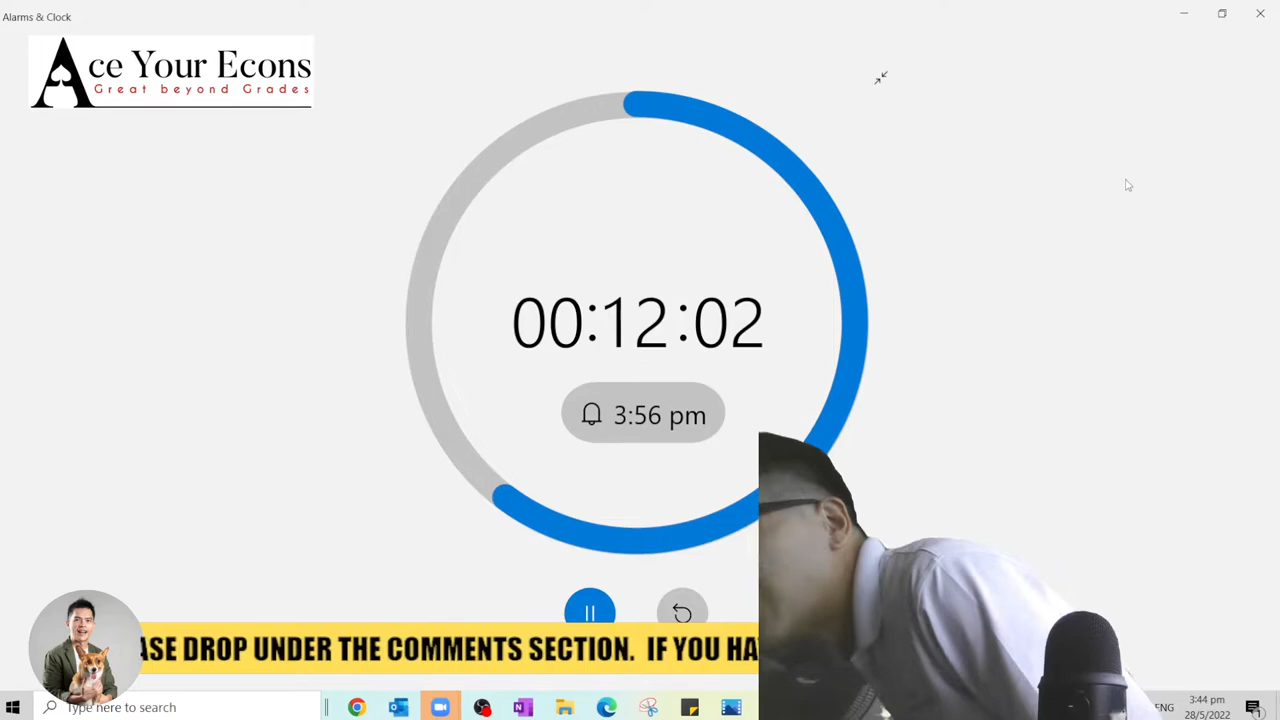 Alarms & Clock
Ace Your Econs
Great beyond Grades
00:12:02
3:56 pm
ASE DROP UNDER THE COMMENTS SECTION. IF YOU HA
Type here to search
ENG
3:44 pm
28/5/2022
1